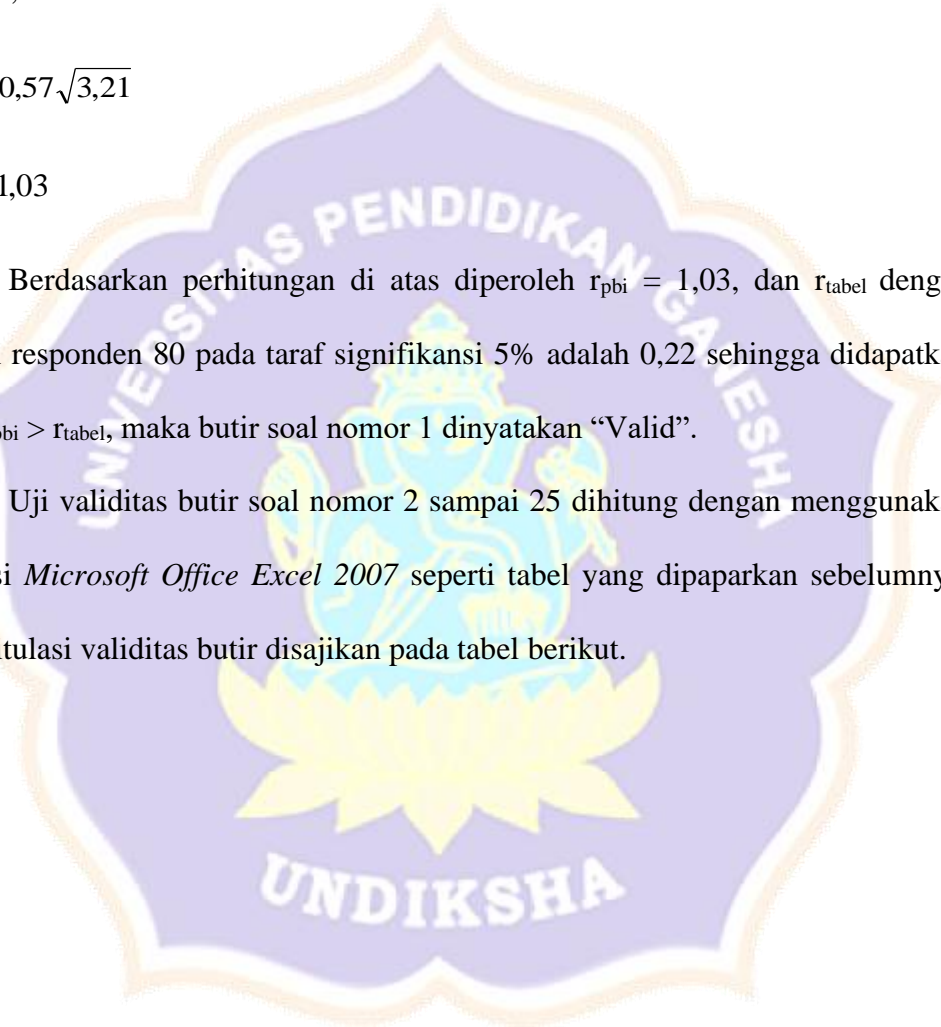 0,57√3,21
1,03
Berdasarkan perhitungan di atas diperoleh rpbi = 1,03, dan rtabel deng
responden 80 pada taraf signifikansi 5% adalah 0,22 sehingga didapatk
pbi > rtabel, maka butir soal nomor 1 dinyatakan “Valid”.
Uji validitas butir soal nomor 2 sampai 25 dihitung dengan menggunak
si Microsoft Office Excel 2007 seperti tabel yang dipaparkan sebelumny
itulasi validitas butir disajikan pada tabel berikut.
UNIVERSITAS PENDIDIKAN GANESHA
UNDIKSHA